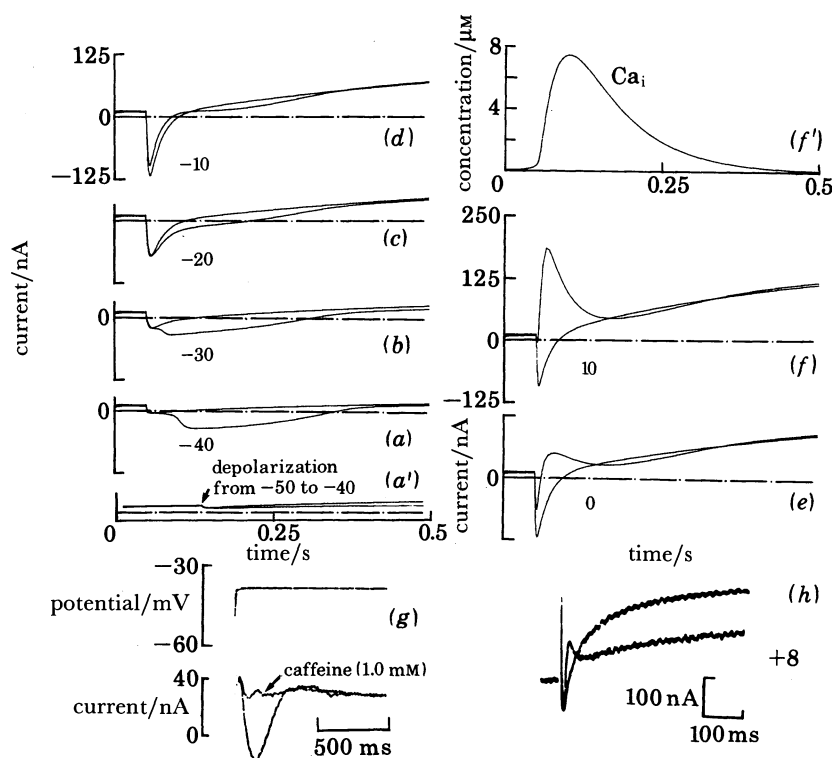 125
0
−125
−10
(d)
−20
(c)
0
−30
(b)
0
−40
(a)
current/nA
depolarization
from −50 to −40
(a')
0
0.25
0.5
time/s
concentration/μM
8
4
0
Ca i
(f')
0
0.25
0.5
250
125
0
−125
10
(f)
current/nA
0
0
(e)
time/s
−30
potential/mV
−60
(g)
40
current/nA
0
caffeine (1.0 mM)
500 ms
(h)
+8
100 nA
100 ms